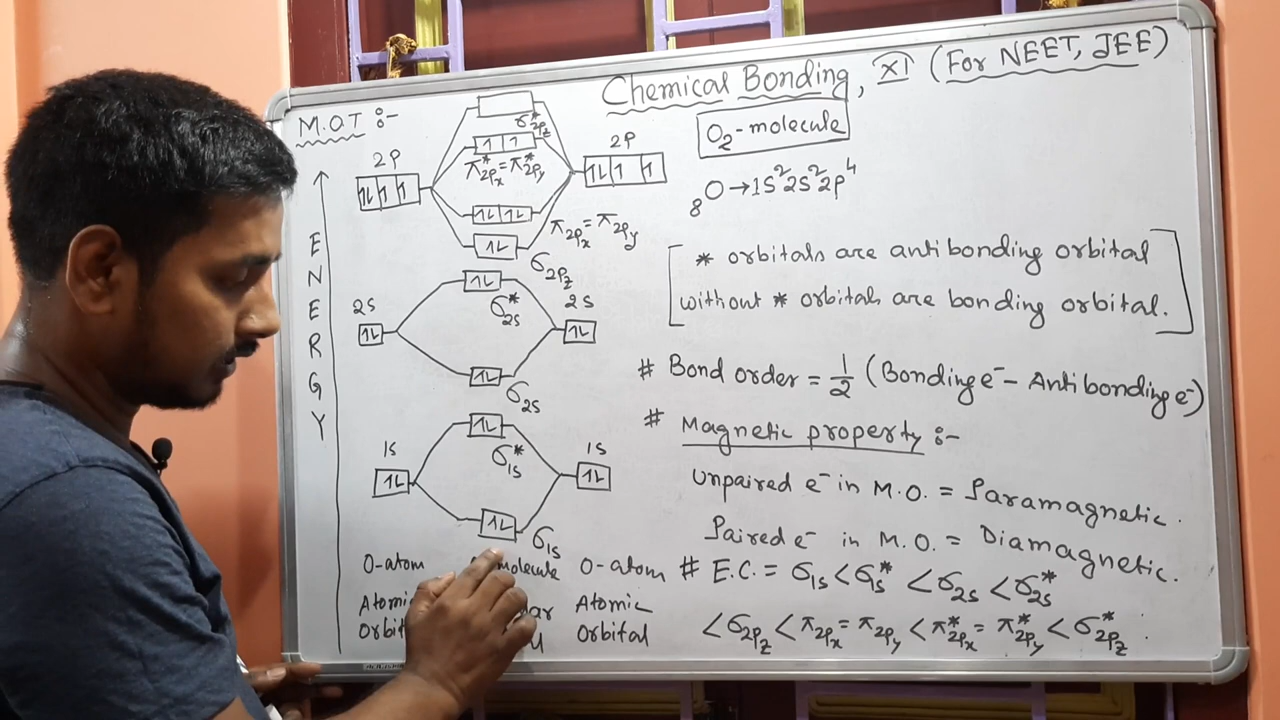 Chemical Bonding, XI (For NEET, JEE)
M.O.T :-
O₂-molecule
₈O → 1s² 2s² 2p⁴
[ * orbitals are antibonding orbital
without * orbitals are bonding orbital. ]
# Bond order = 1/2 (Bonding e⁻ - Antibonding e⁻)
# Magnetic property :-
Unpaired e⁻ in M.O. = Paramagnetic.
Paired e⁻ in M.O. = Diamagnetic.
# E.C. = σ1s < σ*1s < σ2s < σ*2s
< σ2pz < π2px = π2py < π*2px = π*2py < σ*2pz .
ENERGY
σ*2pz
2p 2p
π*2px = π*2py
π2px = π2py
σ2pz
2s σ*2s 2s
σ2s
1s σ*1s 1s
σ1s
O-atom molecule O-atom
Atomic
Orbital